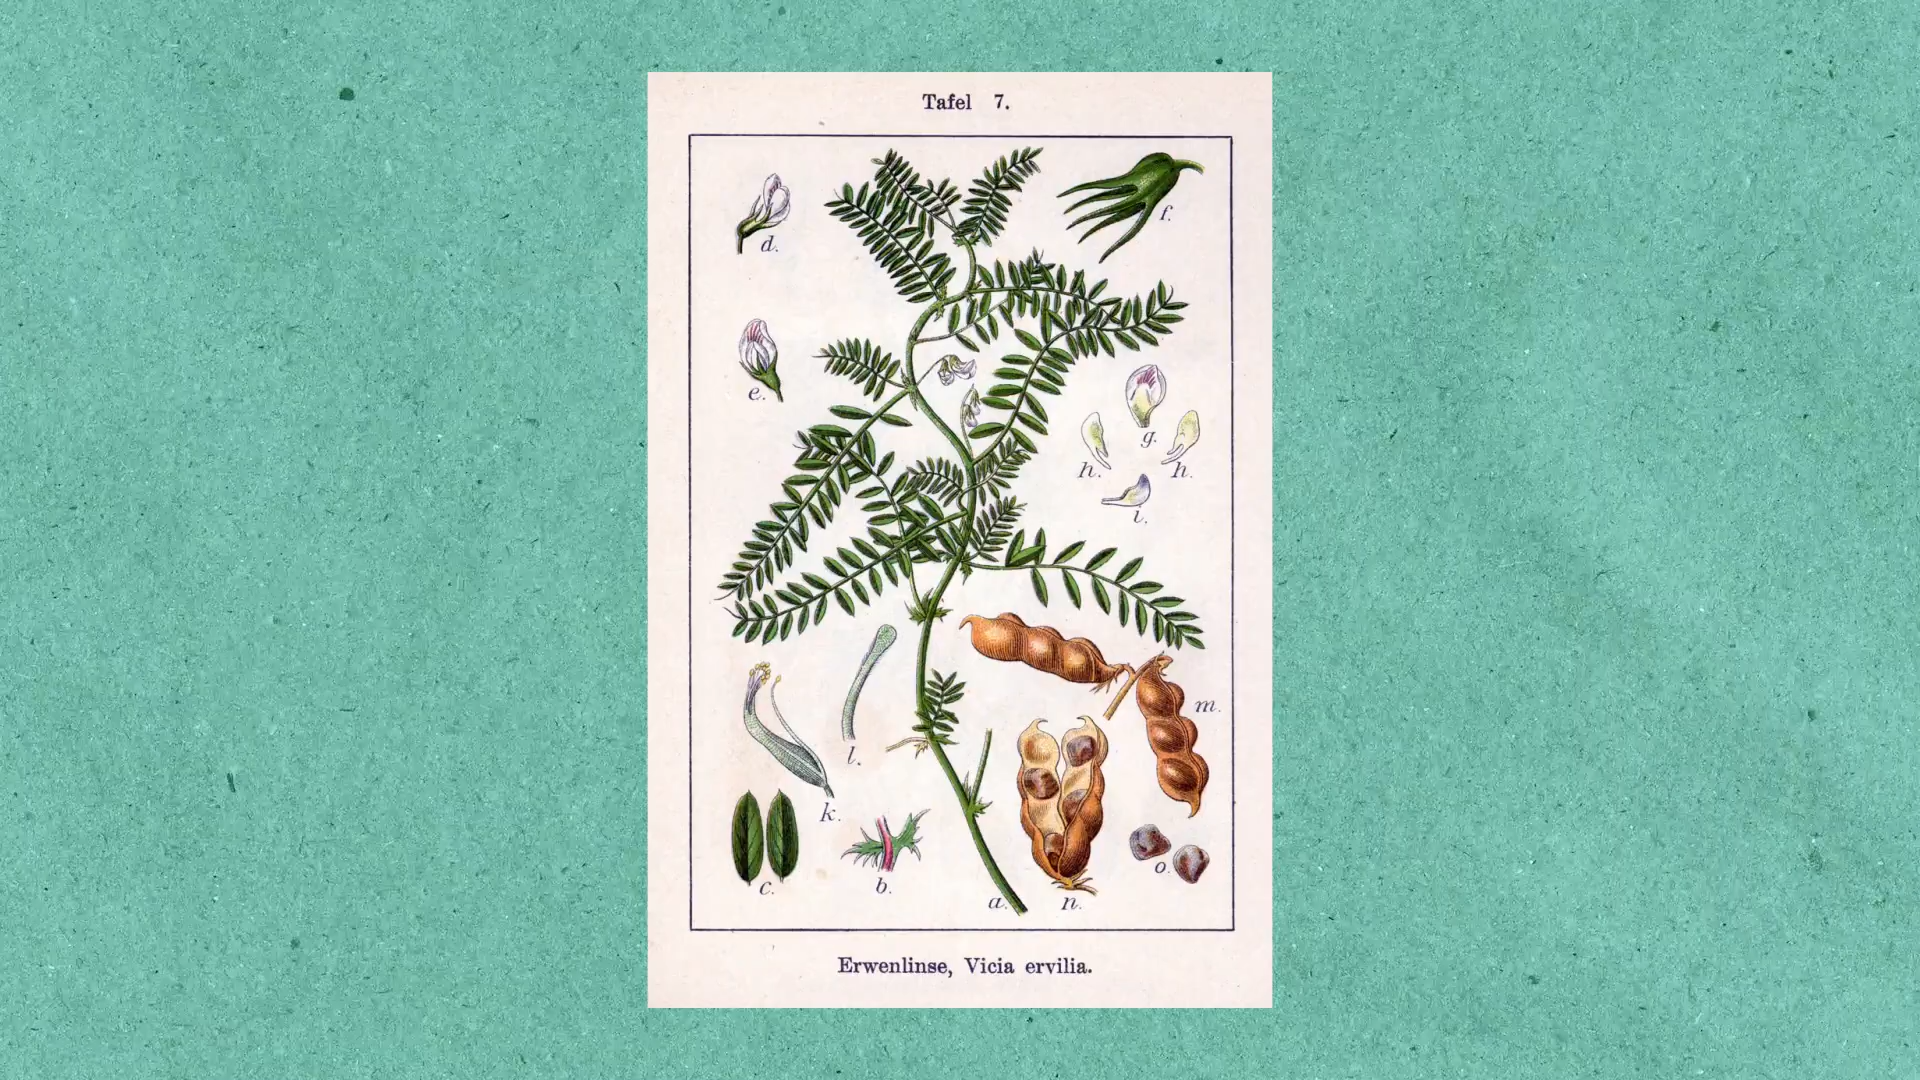 Tafel 7.
d.
f.
e.
g.
h.
h.
i.
m.
l.
k.
c.
b.
o.
a.
n.
Erwenlinse, Vicia ervilia.